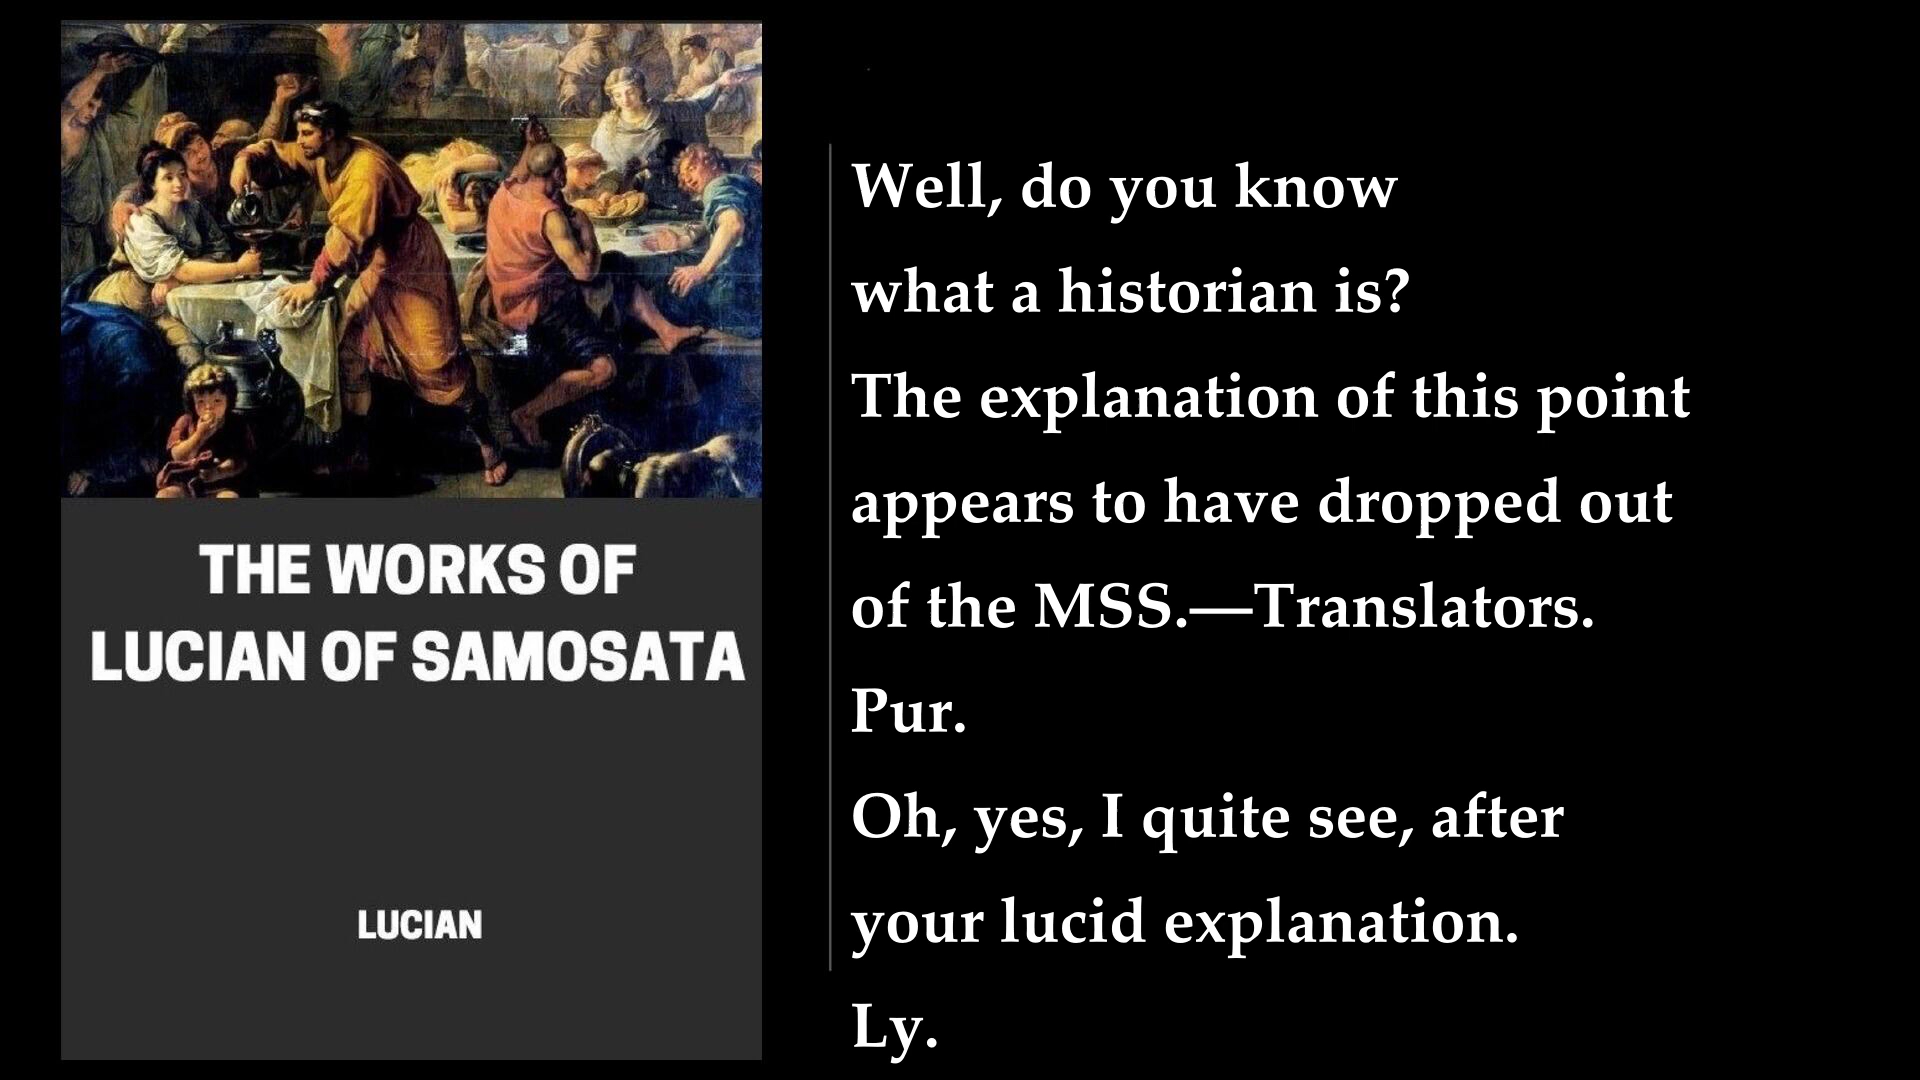 THE WORKS OF
LUCIAN OF SAMOSATA
LUCIAN
Well, do you know
what a historian is?
The explanation of this point
appears to have dropped out
of the MSS.—Translators.
Pur.
Oh, yes, I quite see, after
your lucid explanation.
Ly.